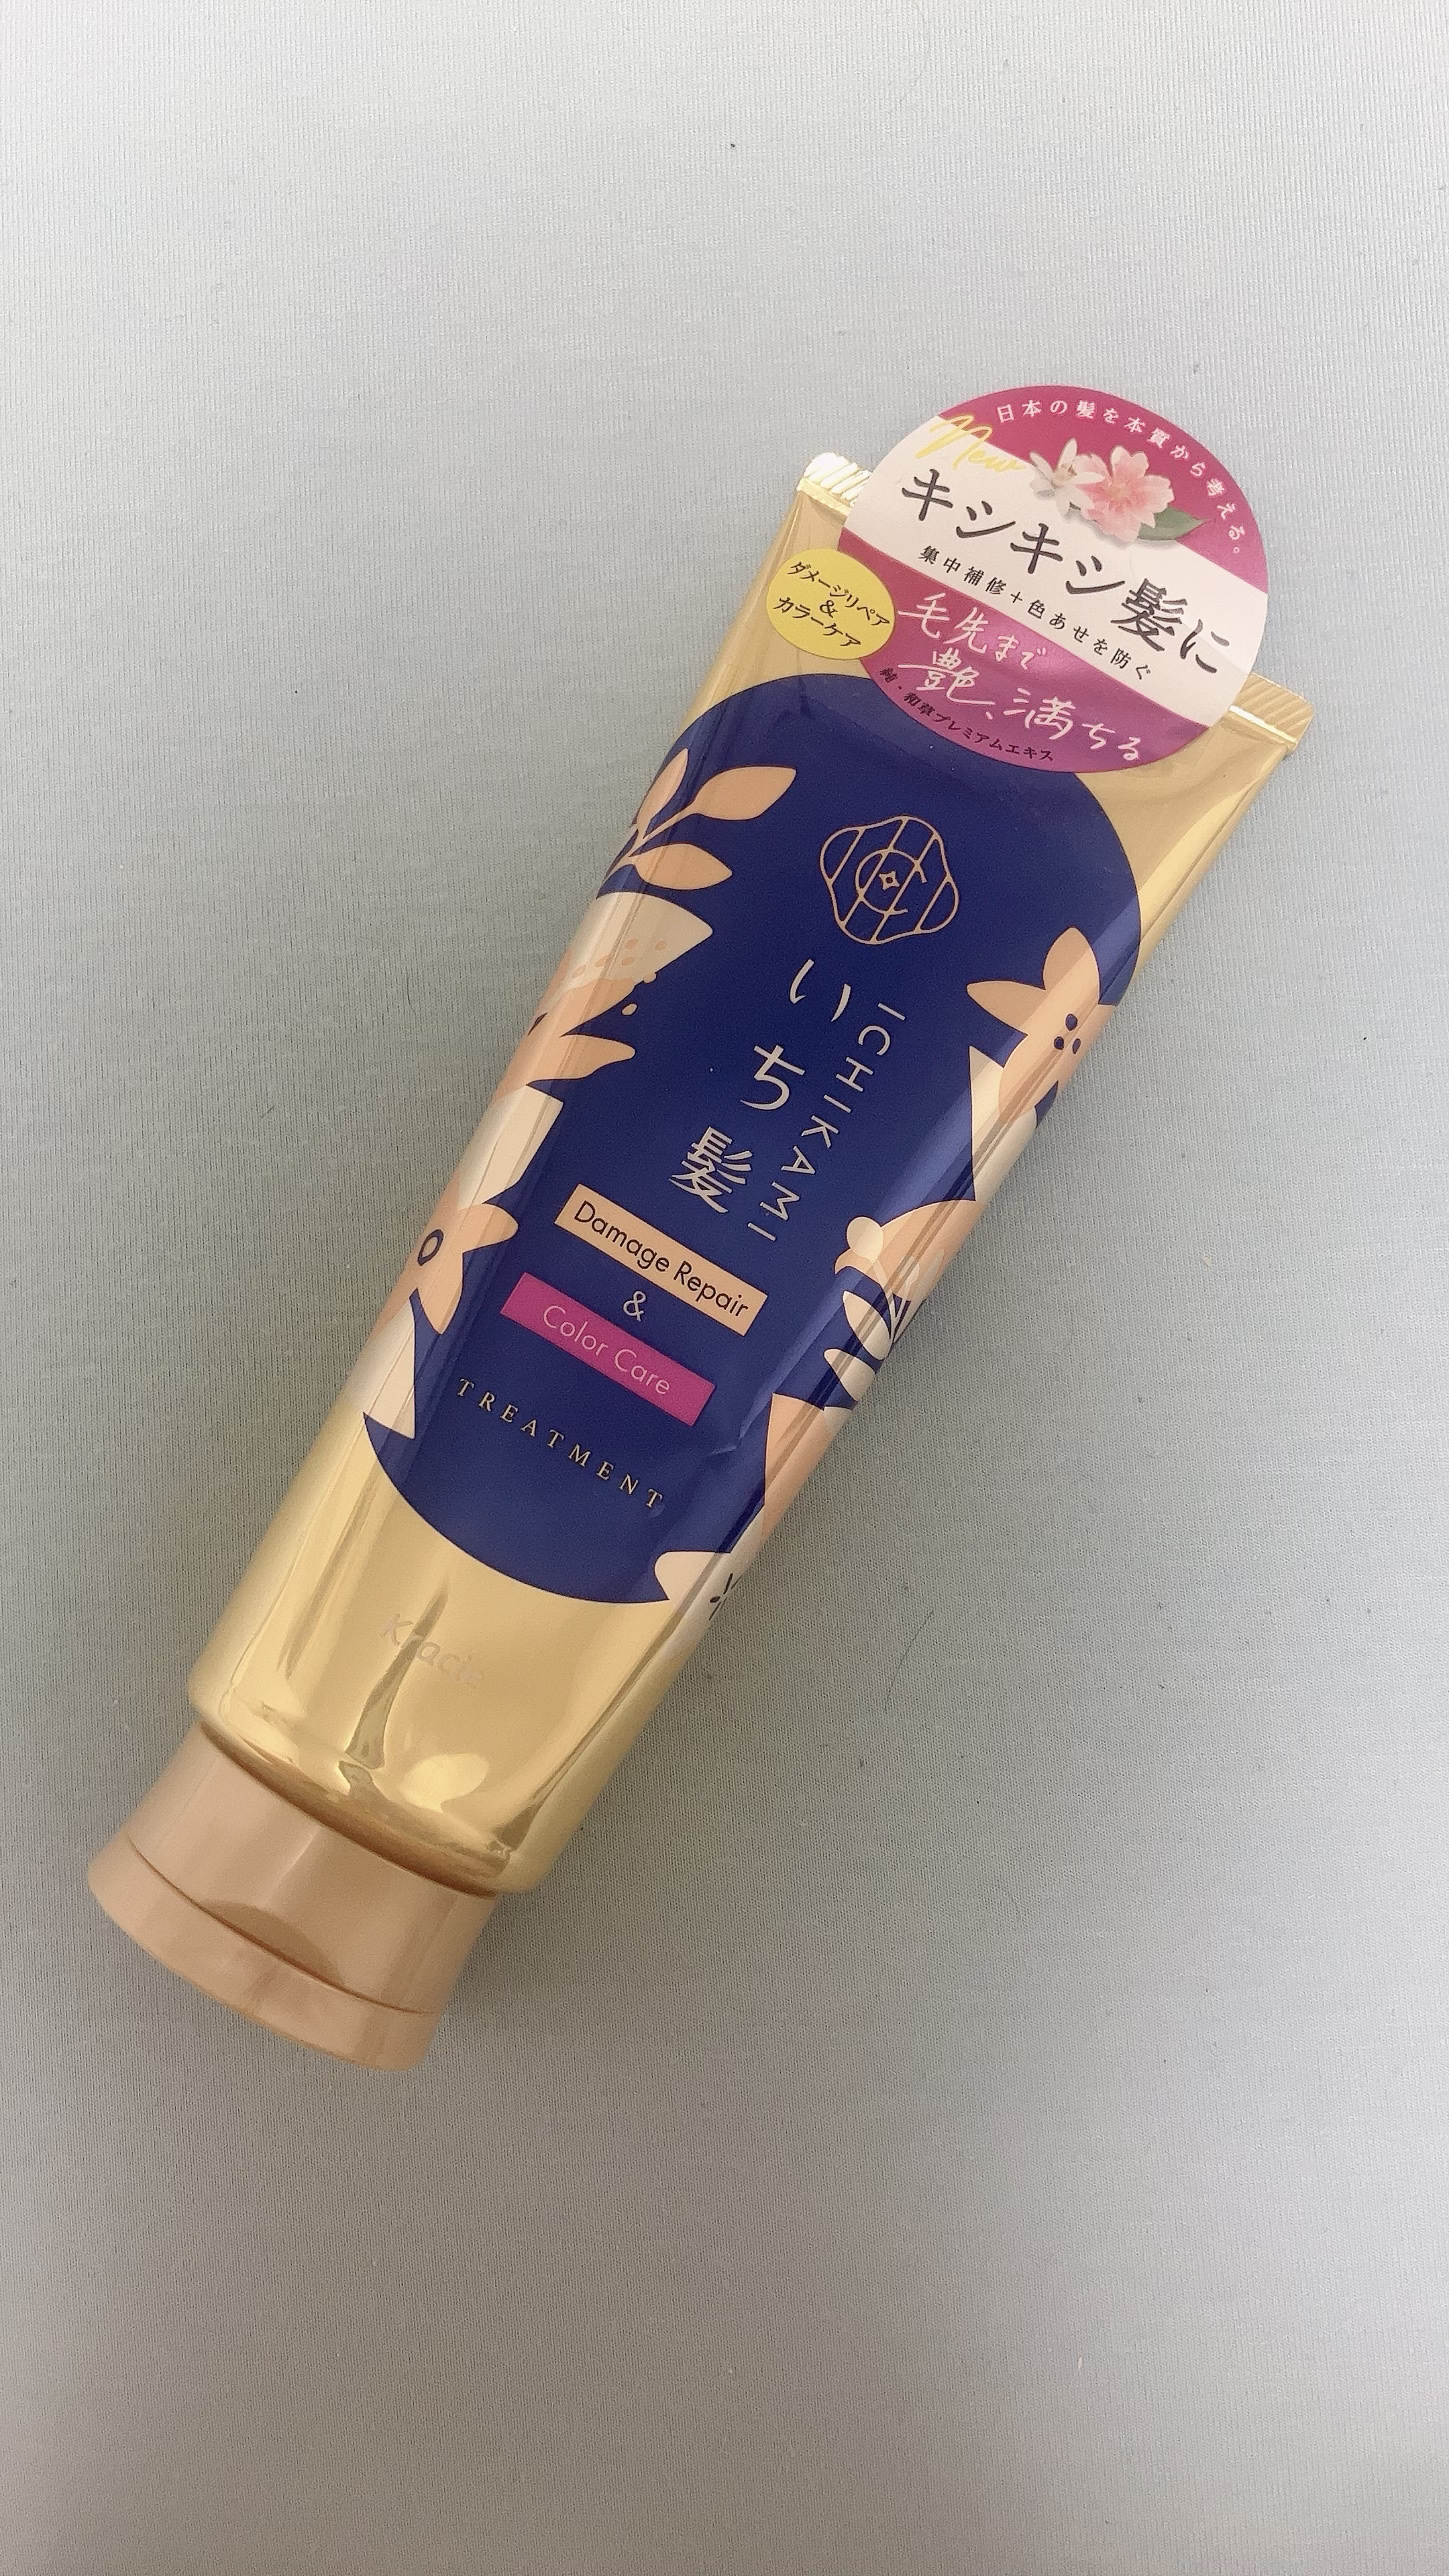 日本の髪を本質から考える。
New
キシキシ髪に
集中補修+色あせを防ぐ
ダメージリペア
&
カラーケア
毛先まで
艶、満ちる
純・和草プレミアムエキス
いち髪
ICHIKAMI
Damage Repair
&
Color Care
TREATMENT
Kracie